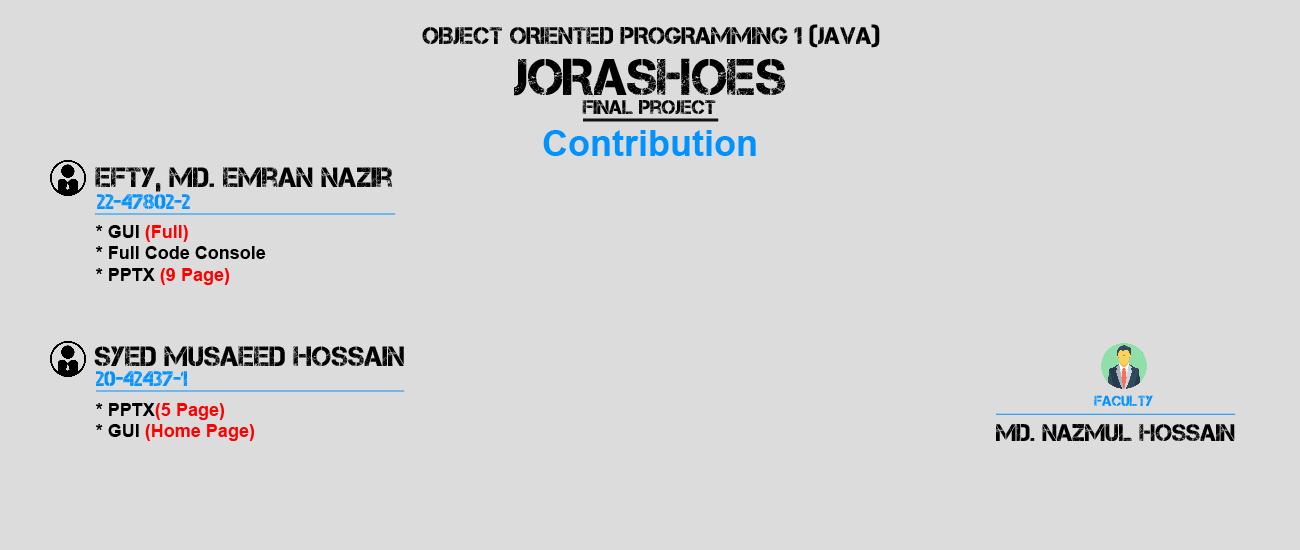 OBJECT ORIENTED PROGRAMMING 1 (JAVA)
JORASHOES
FINAL PROJECT
Contribution
EFTY, MD. EMRAN NAZIR
22-47802-2
* GUI (Full)
* Full Code Console
* PPTX (9 Page)
SYED MUSAEED HOSSAIN
20-42437-1
* PPTX(5 Page)
* GUI (Home Page)
FACULTY
MD. NAZMUL HOSSAIN